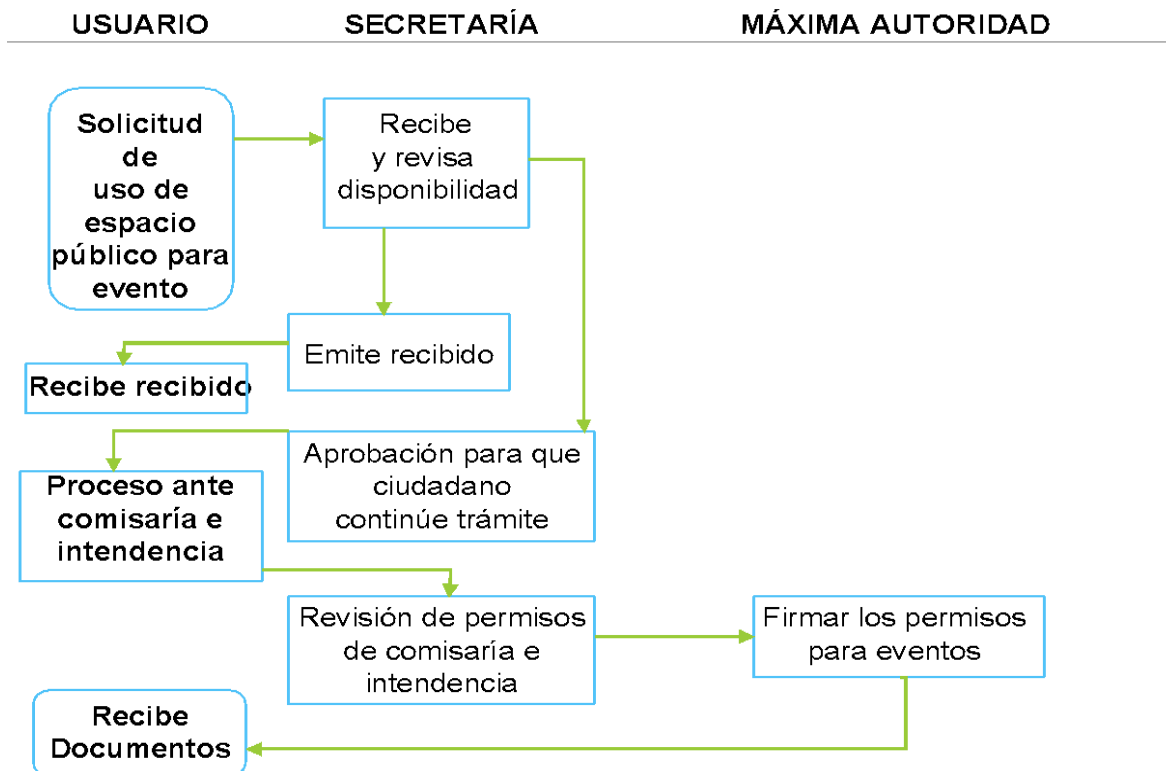 USUARIO SECRETARÍA MÁXIMA AUTORIDAD
Solicitud
de
uso de
espacio
público para
evento
Recibe
y revisa
disponibilidad
Emite recibido
Recibe recibido
Aprobación para que
ciudadano
continúe trámite
Proceso ante
comisaría e
intendencia
Revisión de permisos
de comisaría e
intendencia
Firmar los permisos
para eventos
Recibe
Documentos